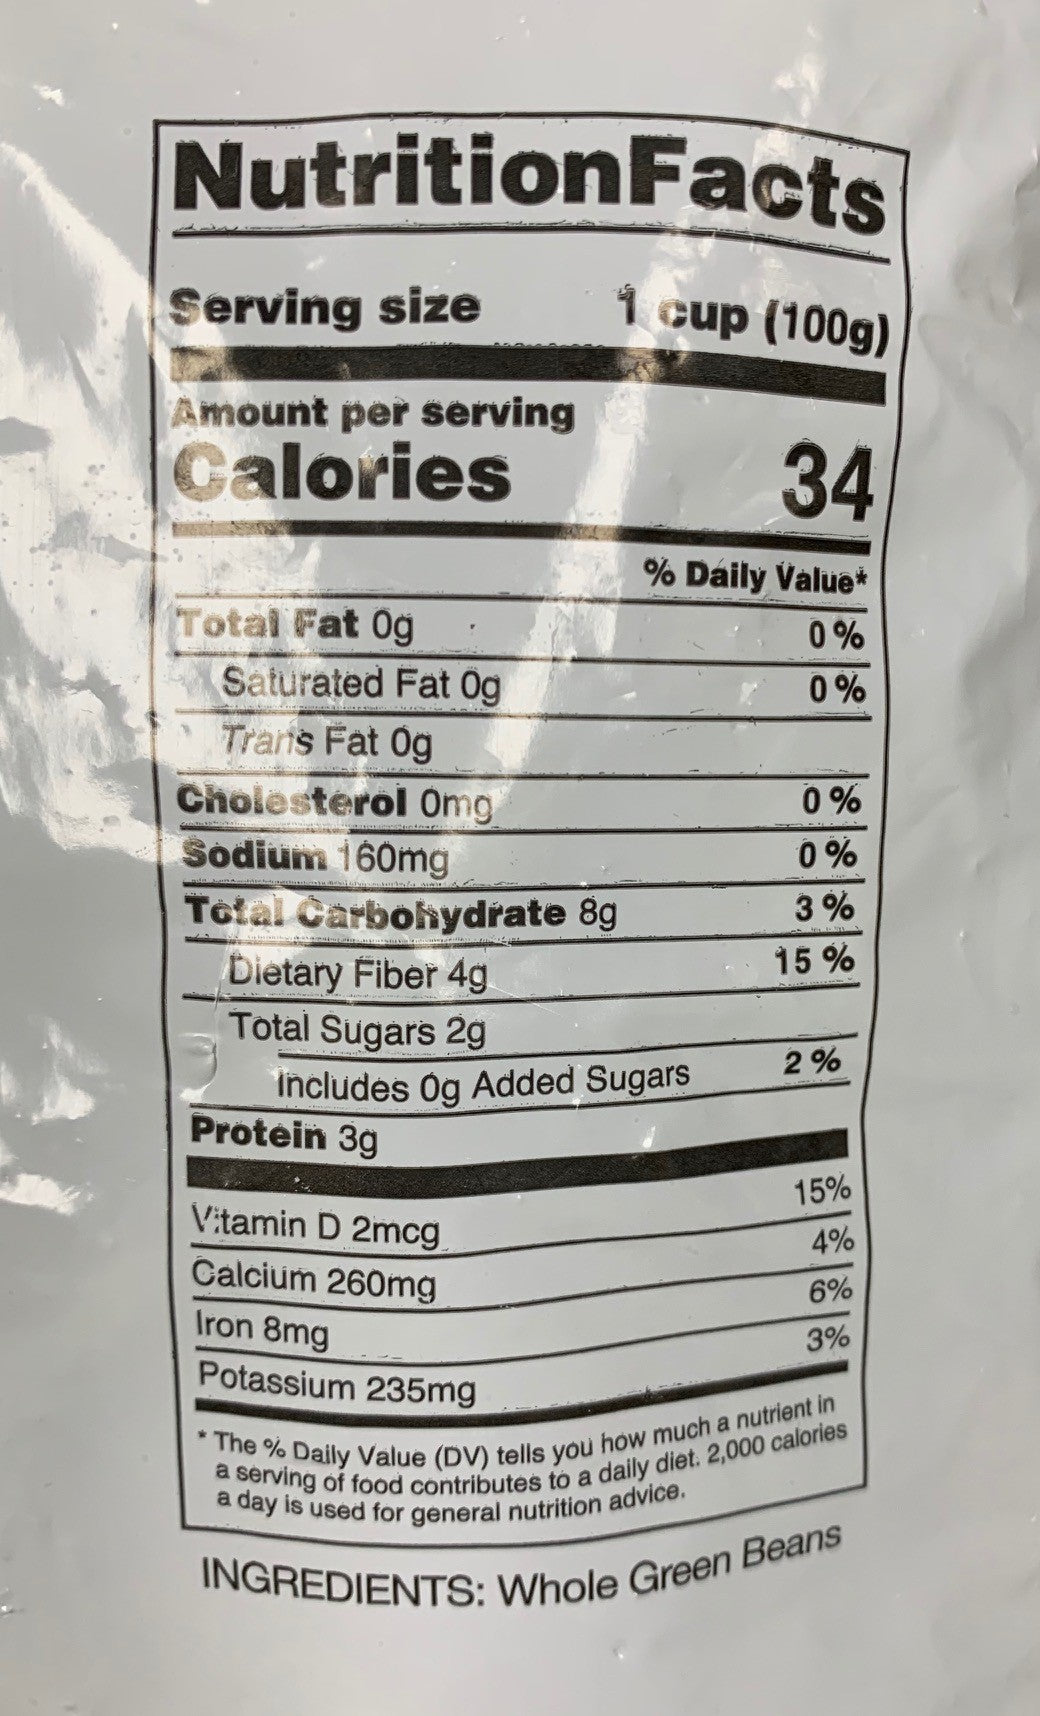 NutritionFacts
Serving size 1 cup (100g)
Amount per serving
Calories 34
% Daily Value*
Total Fat 0g 0 %
Saturated Fat 0g 0 %
Trans Fat 0g
Cholesterol 0mg 0 %
Sodium 160mg 0 %
Total Carbohydrate 8g 3 %
Dietary Fiber 4g 15 %
Total Sugars 2g
Includes 0g Added Sugars 2 %
Protein 3g
Vitamin D 2mcg 15%
Calcium 260mg 4%
Iron 8mg 6%
Potassium 235mg 3%
* The % Daily Value (DV) tells you how much a nutrient in
a serving of food contributes to a daily diet. 2,000 calories
a day is used for general nutrition advice.
INGREDIENTS: Whole Green Beans